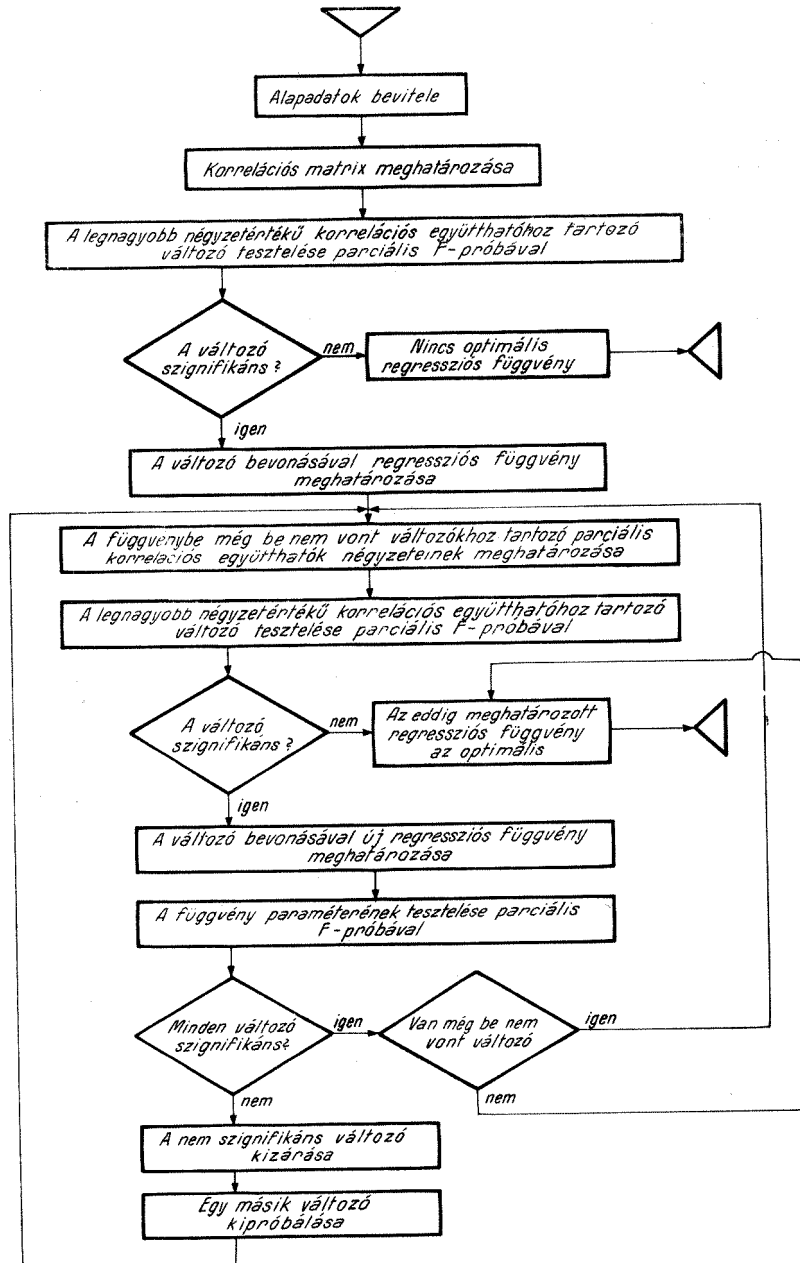 Alapadatok bevitele
Korrelációs matrix meghatározása
A legnagyobb négyzetértékű korrelációs együtthatóhoz tartozó
változó tesztelése parciális F-próbával
A változó
szignifikáns?
nem
Nincs optimális
regressziós függvény
igen
A változó bevonásával regressziós függvény
meghatározása
A függvénybe még be nem vont változókhoz tartozó parciális
korrelációs együtthatók négyzeteinek meghatározása
A legnagyobb négyzetértékű korrelációs együtthatóhoz tartozó
változó tesztelése parciális F-próbával
A változó
szignifikáns?
nem
Az eddig meghatározott
regressziós függvény
az optimális
igen
A változó bevonásával új regressziós függvény
meghatározása
A függvény paraméterének tesztelése parciális
F-próbával
Minden változó
szignifikáns?
igen
Van még be nem
vont változó
igen
nem
nem
A nem szignifikáns változó
kizárása
Egy másik változó
kipróbálása